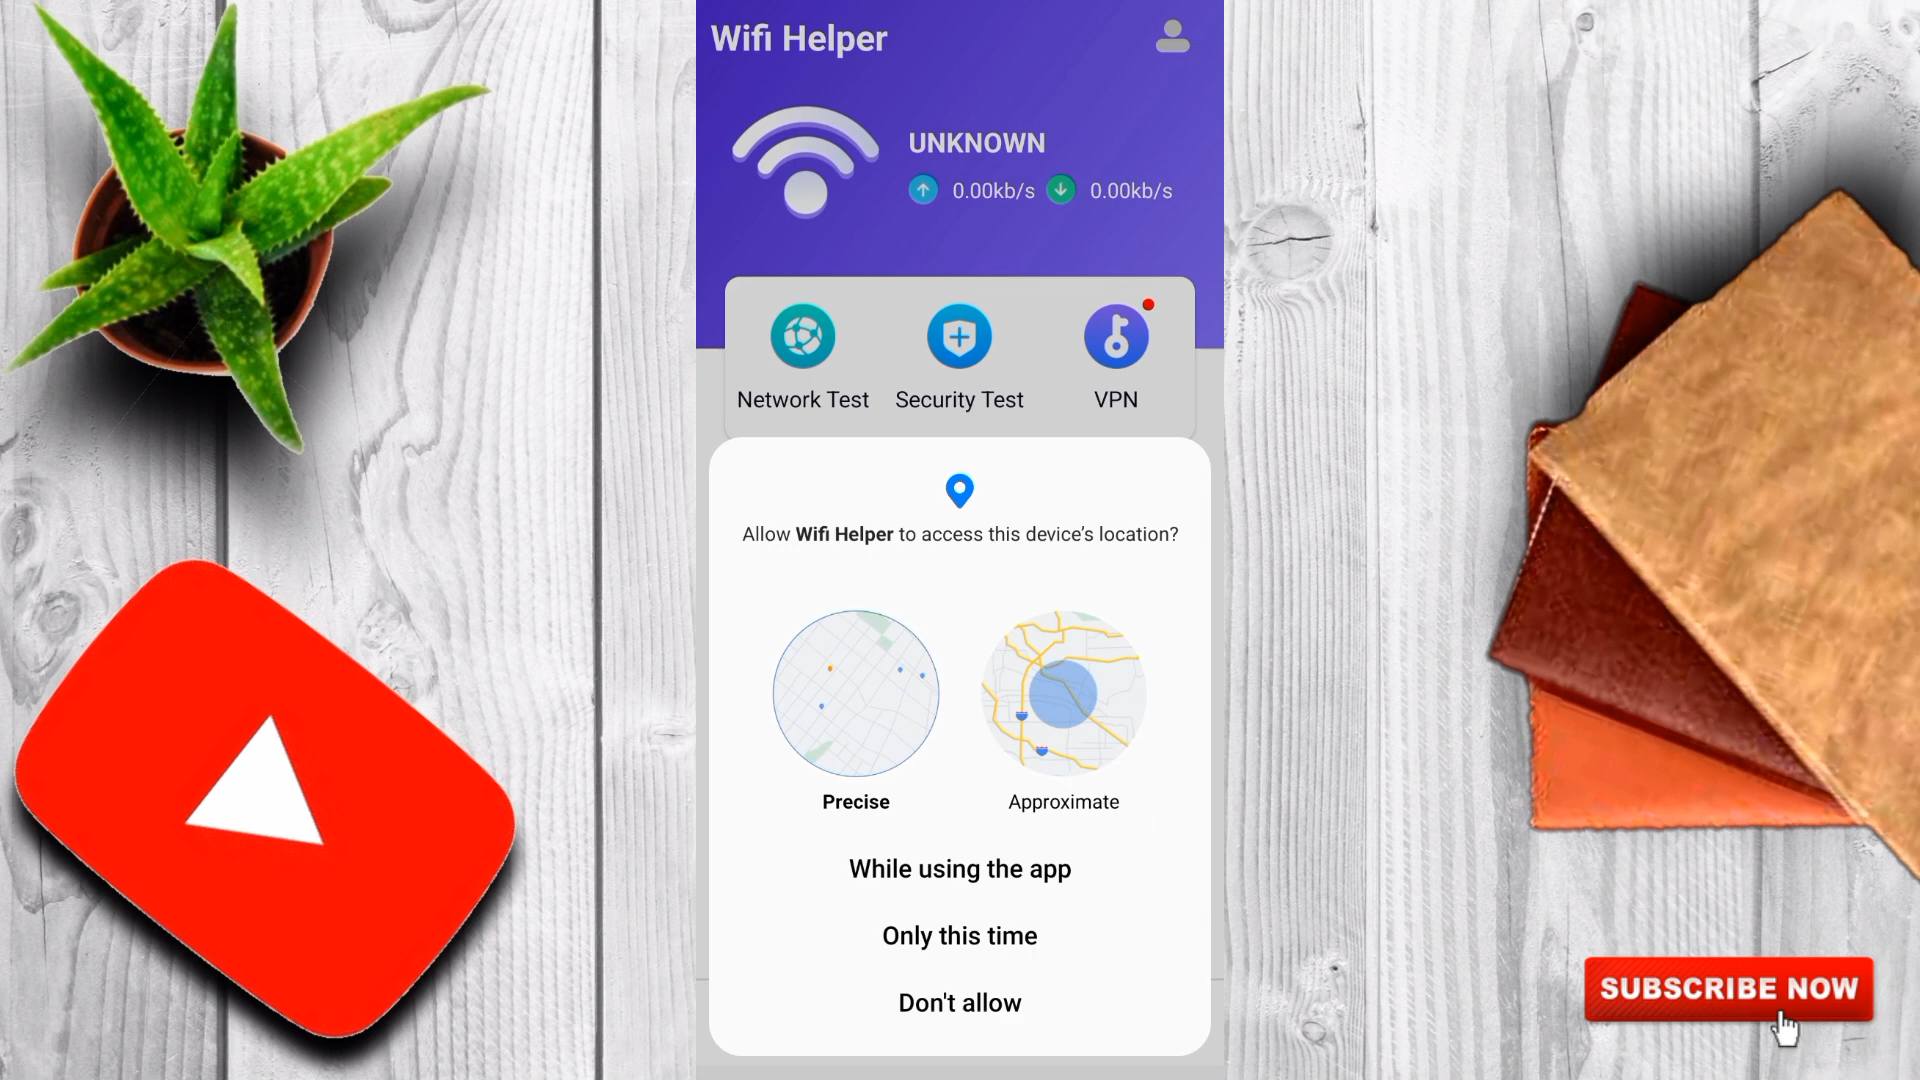 Wifi Helper
UNKNOWN
0.00kb/s 0.00kb/s
Network Test Security Test VPN
Allow Wifi Helper to access this device’s location?
Precise Approximate
While using the app
Only this time
Don't allow
SUBSCRIBE NOW